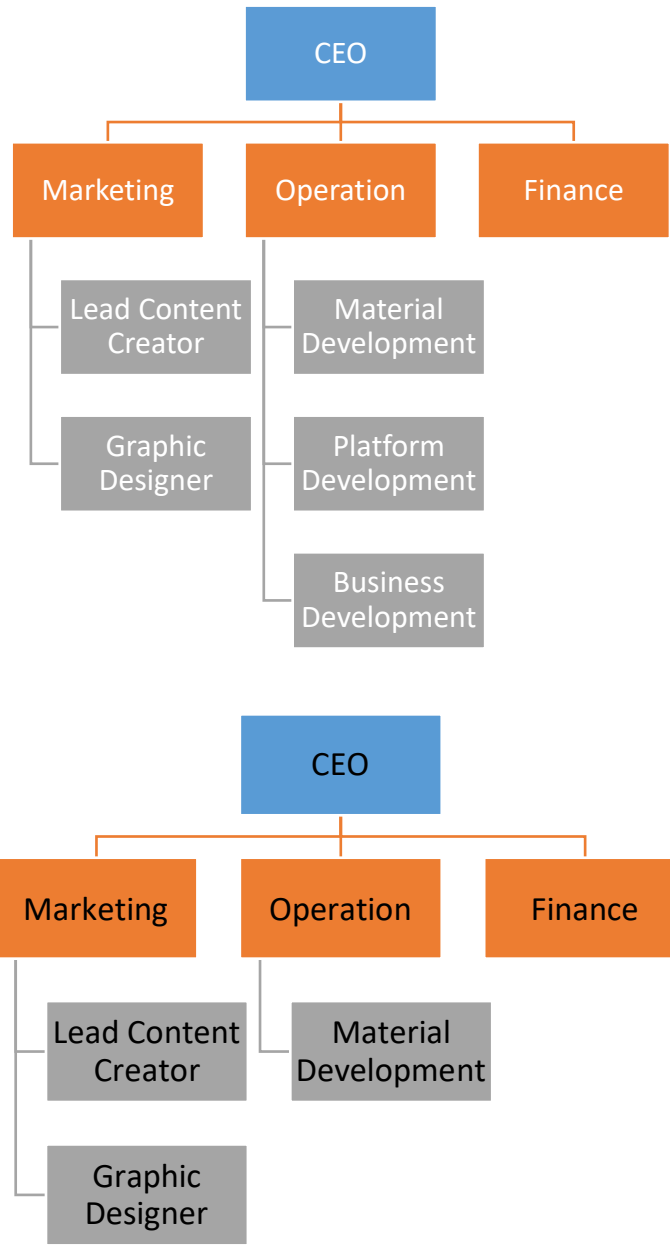 CEO
Marketing
Operation
Finance
Lead Content
Creator
Material
Development
Graphic
Designer
Platform
Development
Business
Development
CEO
Marketing
Operation
Finance
Lead Content
Creator
Material
Development
Graphic
Designer